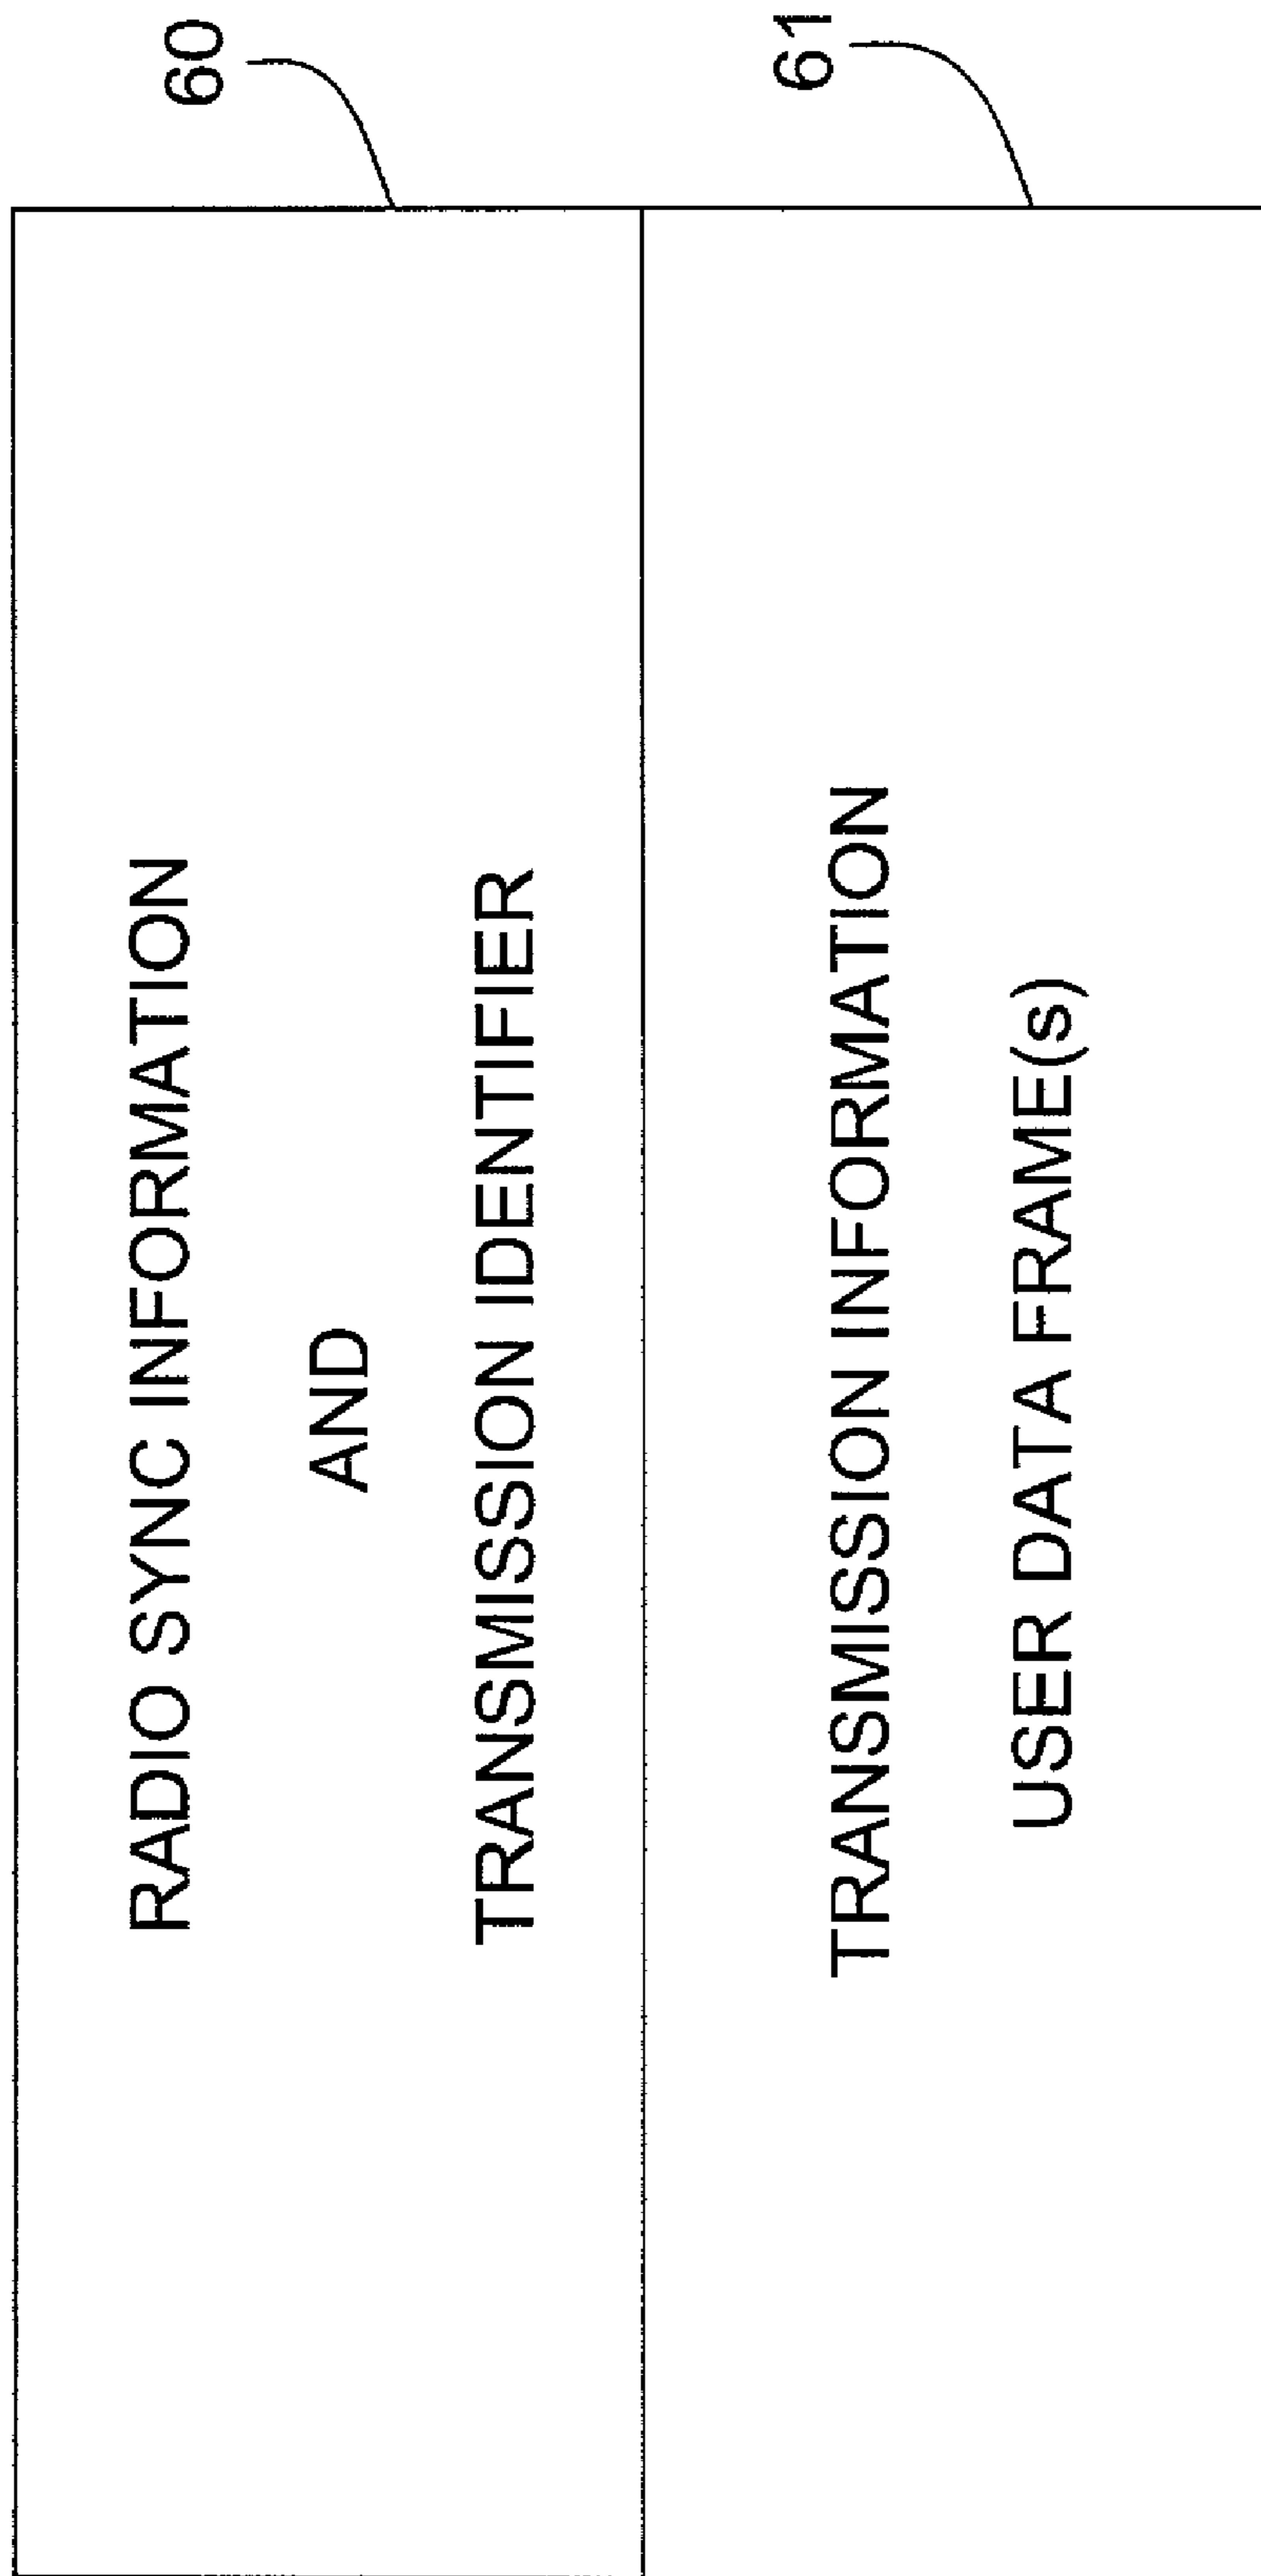 60
RADIO SYNC INFORMATION
AND
TRANSMISSION IDENTIFIER
61
TRANSMISSION INFORMATION
USER DATA FRAME(s)